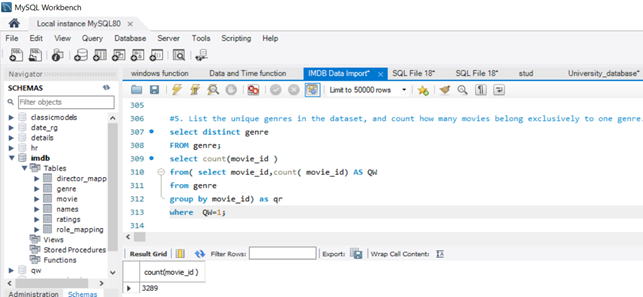 MySQL Workbench
Local instance MySQL80
File Edit View Query Database Server Tools Scripting Help
Navigator
windows function Data and Time function IMDB Data Import* SQL File 18* SQL File 18* stud University_database*
SCHEMAS
Limit to 50000 rows
Filter objects
classicmodels
date_rg
details
hr
imdb
Tables
director_mapp
genre
movie
names
ratings
role_mapping
Views
Stored Procedures
Functions
qw
Administration Schemas
305
306 #5. List the unique genres in the dataset, and count how many movies belong exclusively to one genre.
307 select distinct genre
308 FROM genre;
309 select count(movie_id )
310 from( select movie_id,count( movie_id) AS QW
311 from genre
312 group by movie_id) as qr
313 where QW=1;
314
Result Grid Filter Rows: Export: Wrap Cell Content:
count(movie_id )
3289